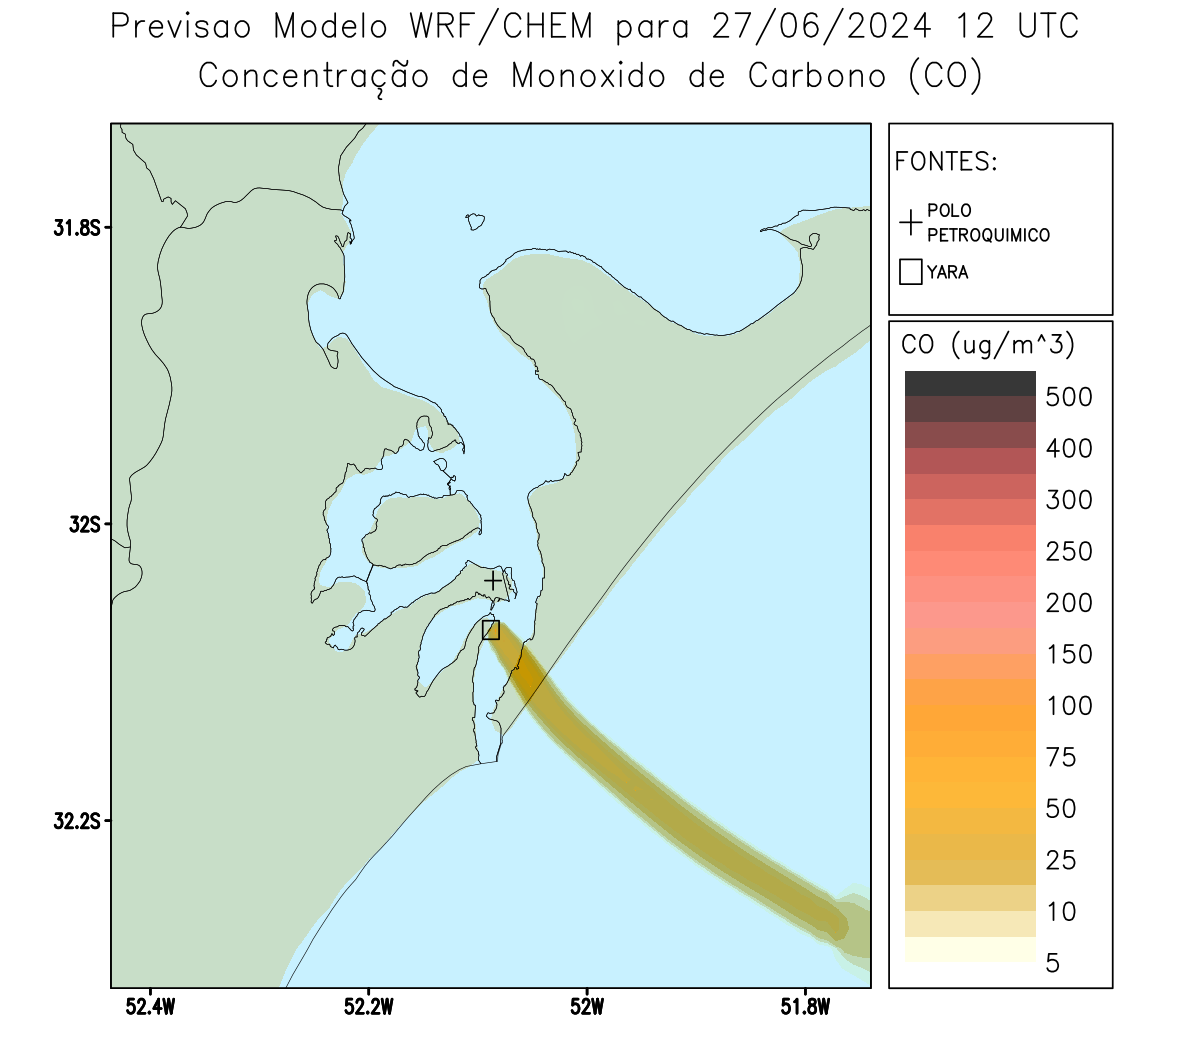 Previsao Modelo WRF/CHEM para 27/06/2024 12 UTC
Concentração de Monoxido de Carbono (CO)
FONTES:
POLO
PETROQUIMICO
YARA
CO (ug/m^3)
500
400
300
250
200
150
100
75
50
25
10
5
31.8S
32S
32.2S
52.4W
52.2W
52W
51.8W